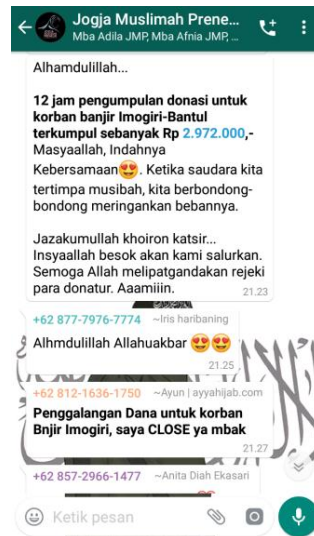 Jogja Muslimah Prene...
Mba Adila JMP, Mba Afnia JMP, ...
Alhamdulillah...
12 jam pengumpulan donasi untuk
korban banjir Imogiri-Bantul
terkumpul sebanyak Rp 2.972.000,-
Masyaallah, Indahnya
Kebersamaan😍. Ketika saudara kita
tertimpa musibah, kita berbondong-
bondong meringankan bebannya.
Jazakumullah khoiron katsir...
Insyaallah besok akan kami salurkan.
Semoga Allah melipatgandakan rejeki
para donatur. Aaamiiin.
21.23
+62 877-7976-7774 ~Iris haribaning
Alhmdulillah Allahuakbar 😍😍
21.25
+62 812-1636-1750 ~Ayun | ayyahijab.com
Penggalangan Dana untuk korban
Bnjir Imogiri, saya CLOSE ya mbak
21.27
+62 857-2966-1477 ~Anita Diah Ekasari
Ketik pesan